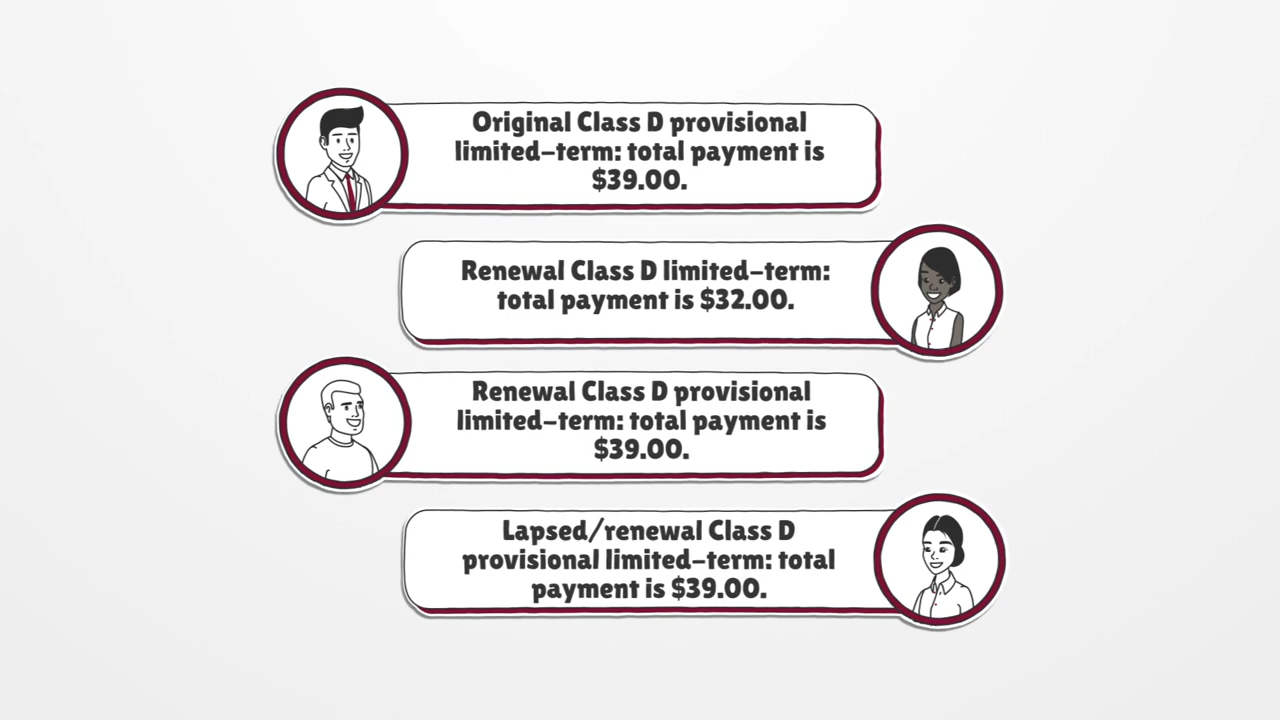 Original Class D provisional
limited-term: total payment is
$39.00.
Renewal Class D limited-term:
total payment is $32.00.
Renewal Class D provisional
limited-term: total payment is
$39.00.
Lapsed/renewal Class D
provisional limited-term: total
payment is $39.00.